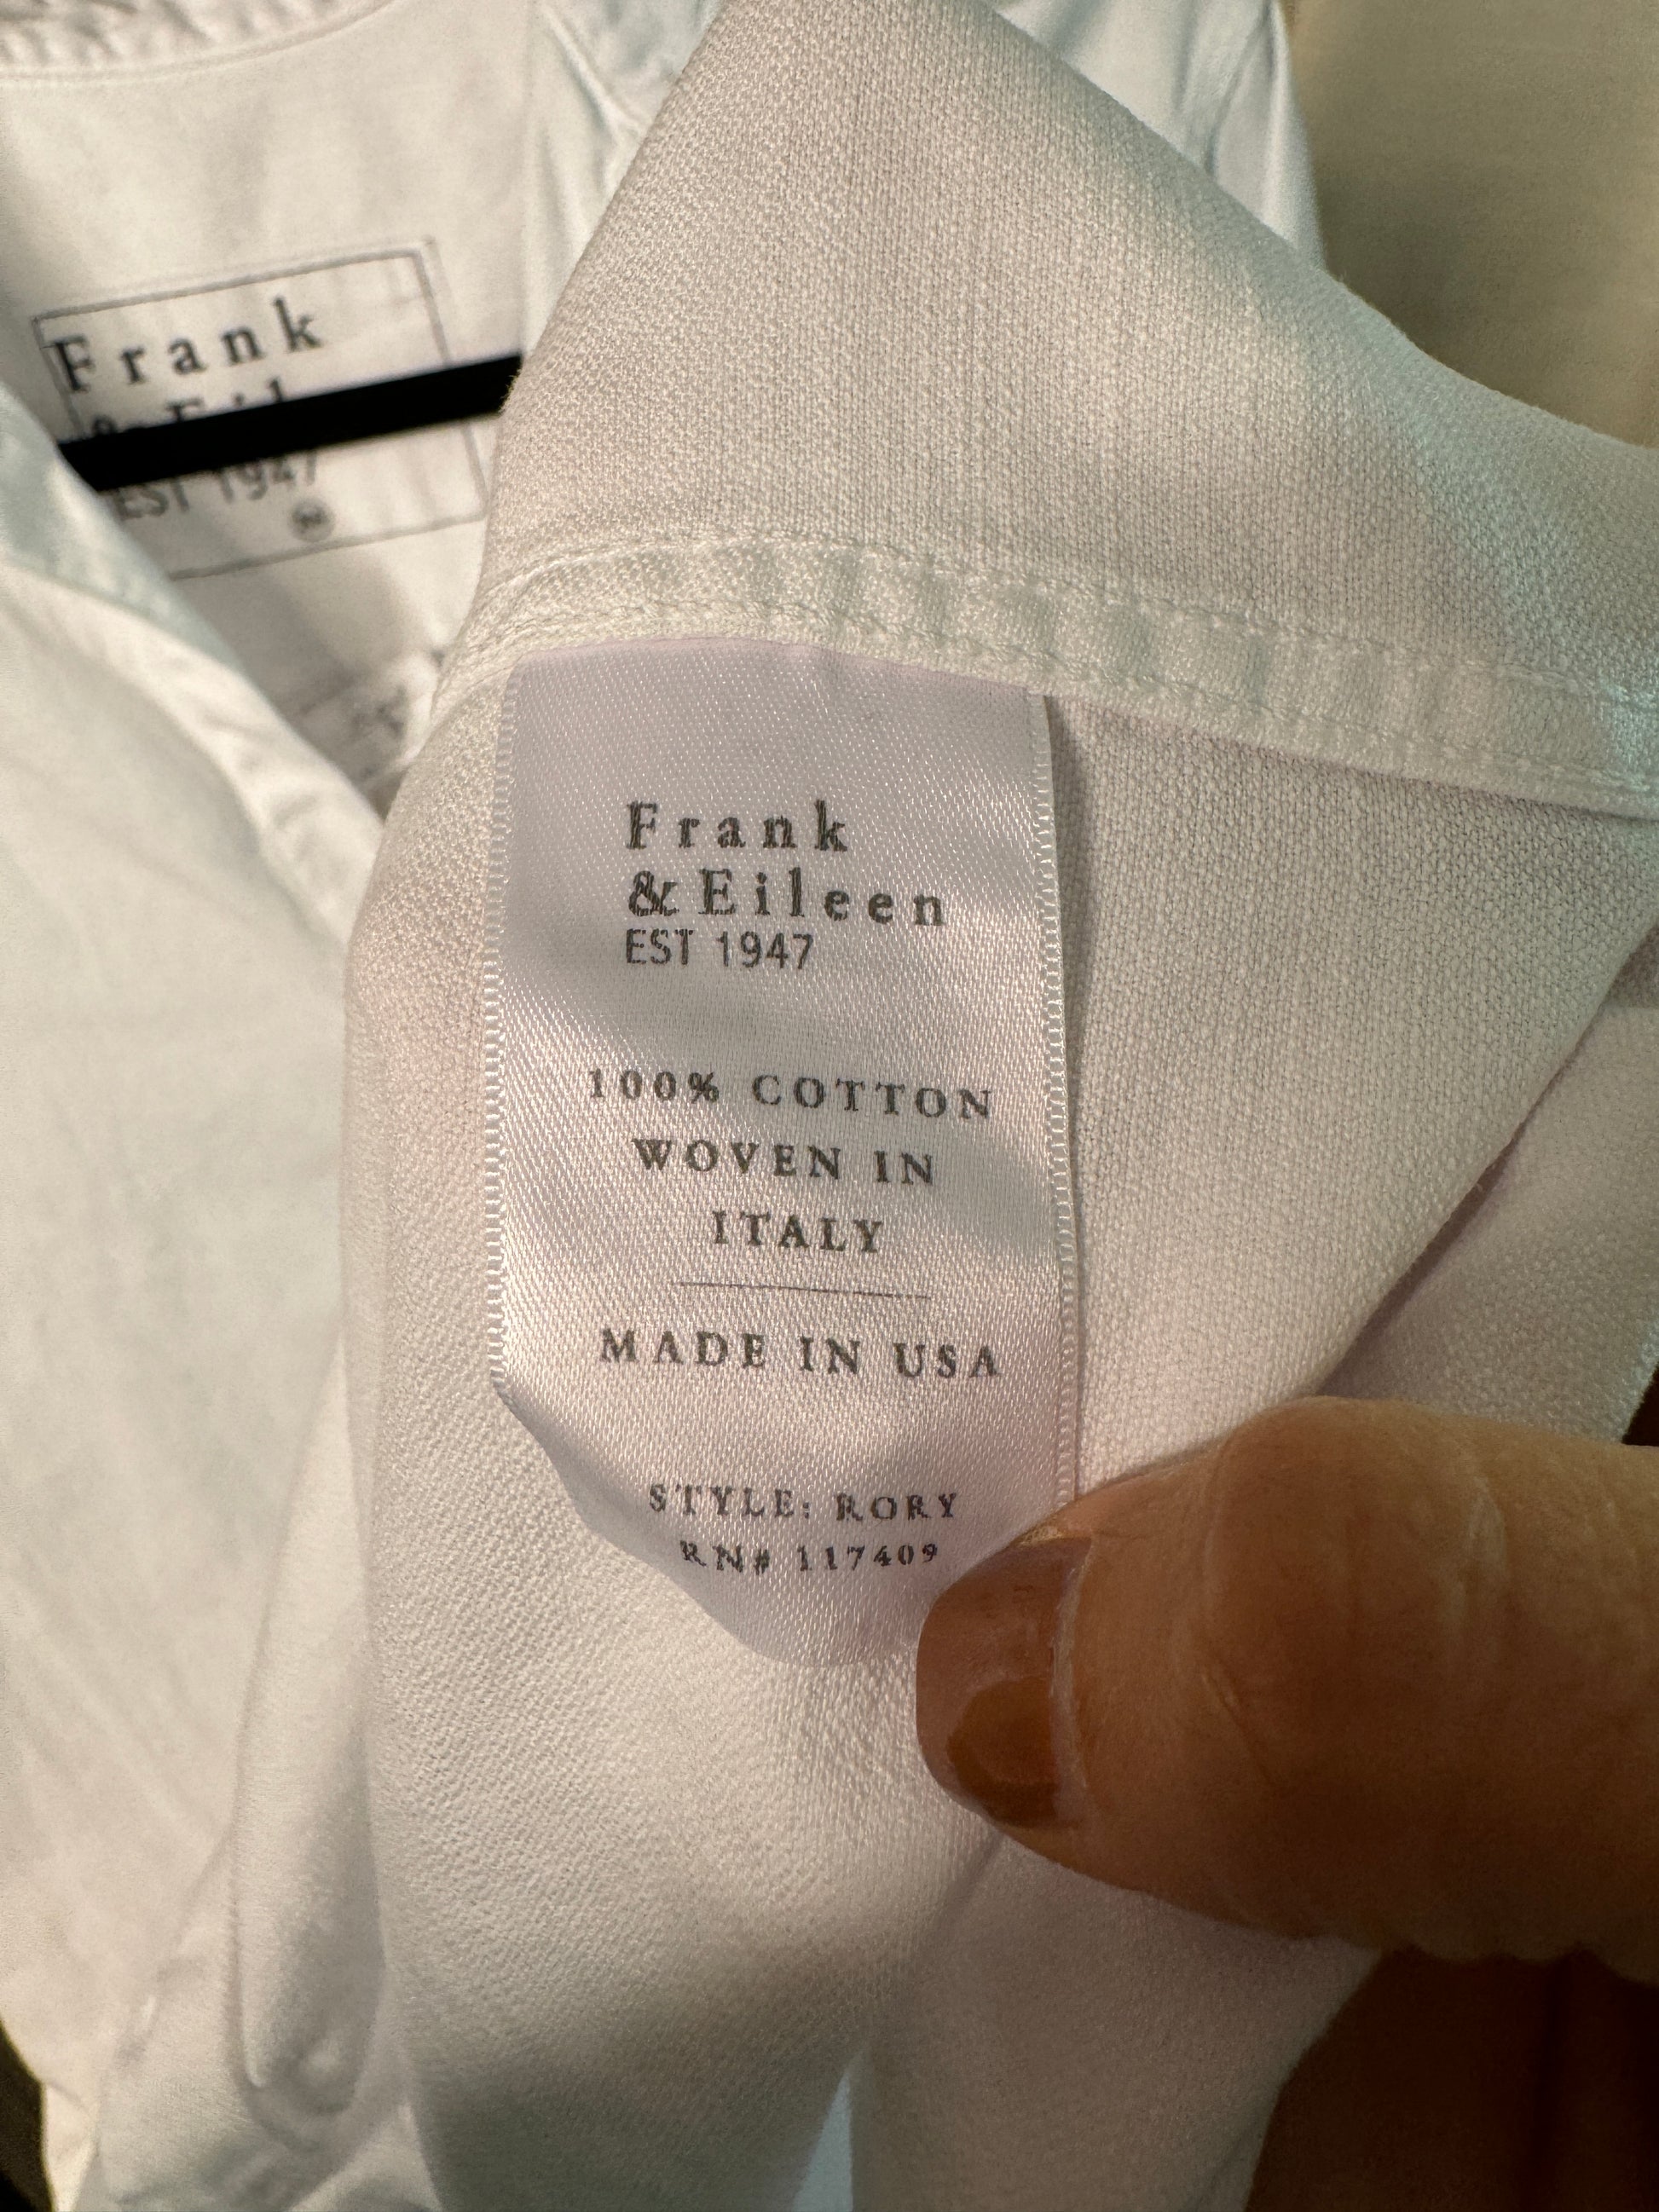 Frank
EST 1947
Frank
& Eileen
EST 1947
100% COTTON
WOVEN IN
ITALY
MADE IN USA
STYLE: RORY
RN# 117409